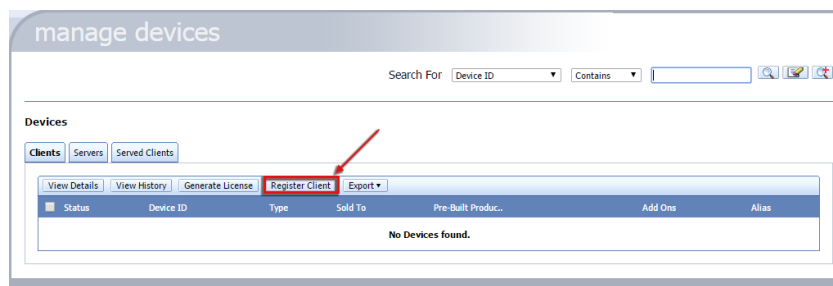 manage devices
Search For Device ID Contains
Devices
Clients Servers Served Clients
View Details View History Generate License Register Client Export
Status Device ID Type Sold To Pre-Built Produc.. Add Ons Alias
No Devices found.